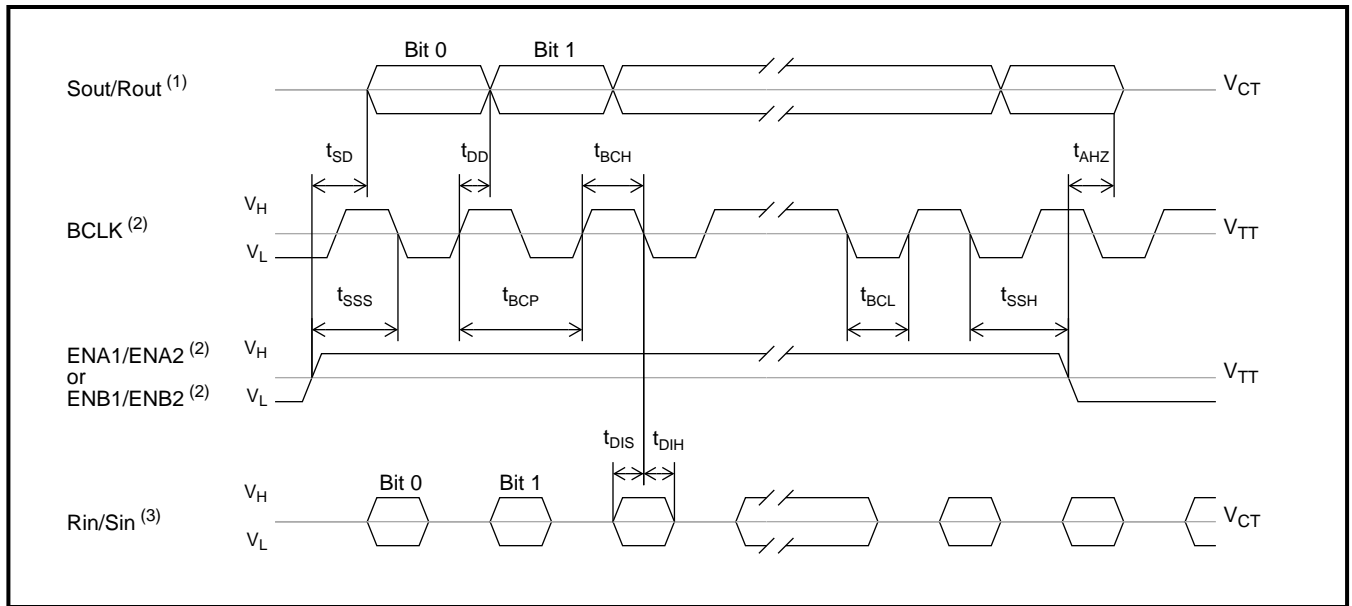 Bit 0 Bit 1
Sout/Rout (1) VCT
tSD tDD tBCH tAHZ
VH
BCLK (2) VTT
VL
tSSS tBCP tBCL tSSH
ENA1/ENA2 (2) VH
or VTT
ENB1/ENB2 (2) VL
tDIS tDIH
Bit 0 Bit 1
VH
Rin/Sin (3) VCT
VL